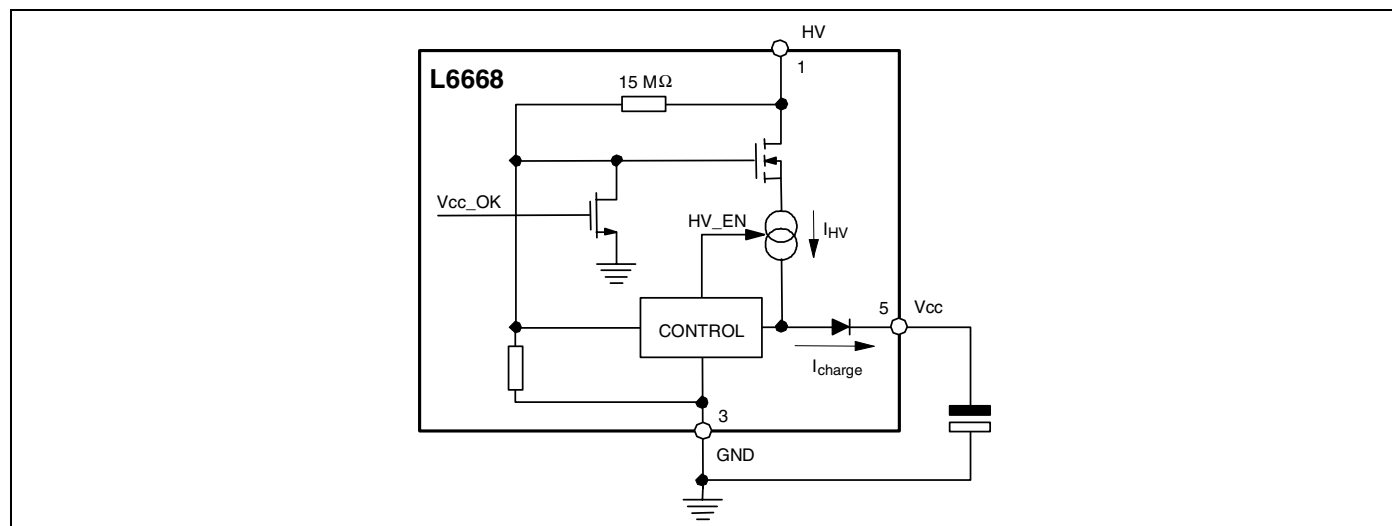 HV
1
L6668
15 MΩ
Vcc_OK
HV_EN
I_HV
5
Vcc
CONTROL
I_charge
3
GND